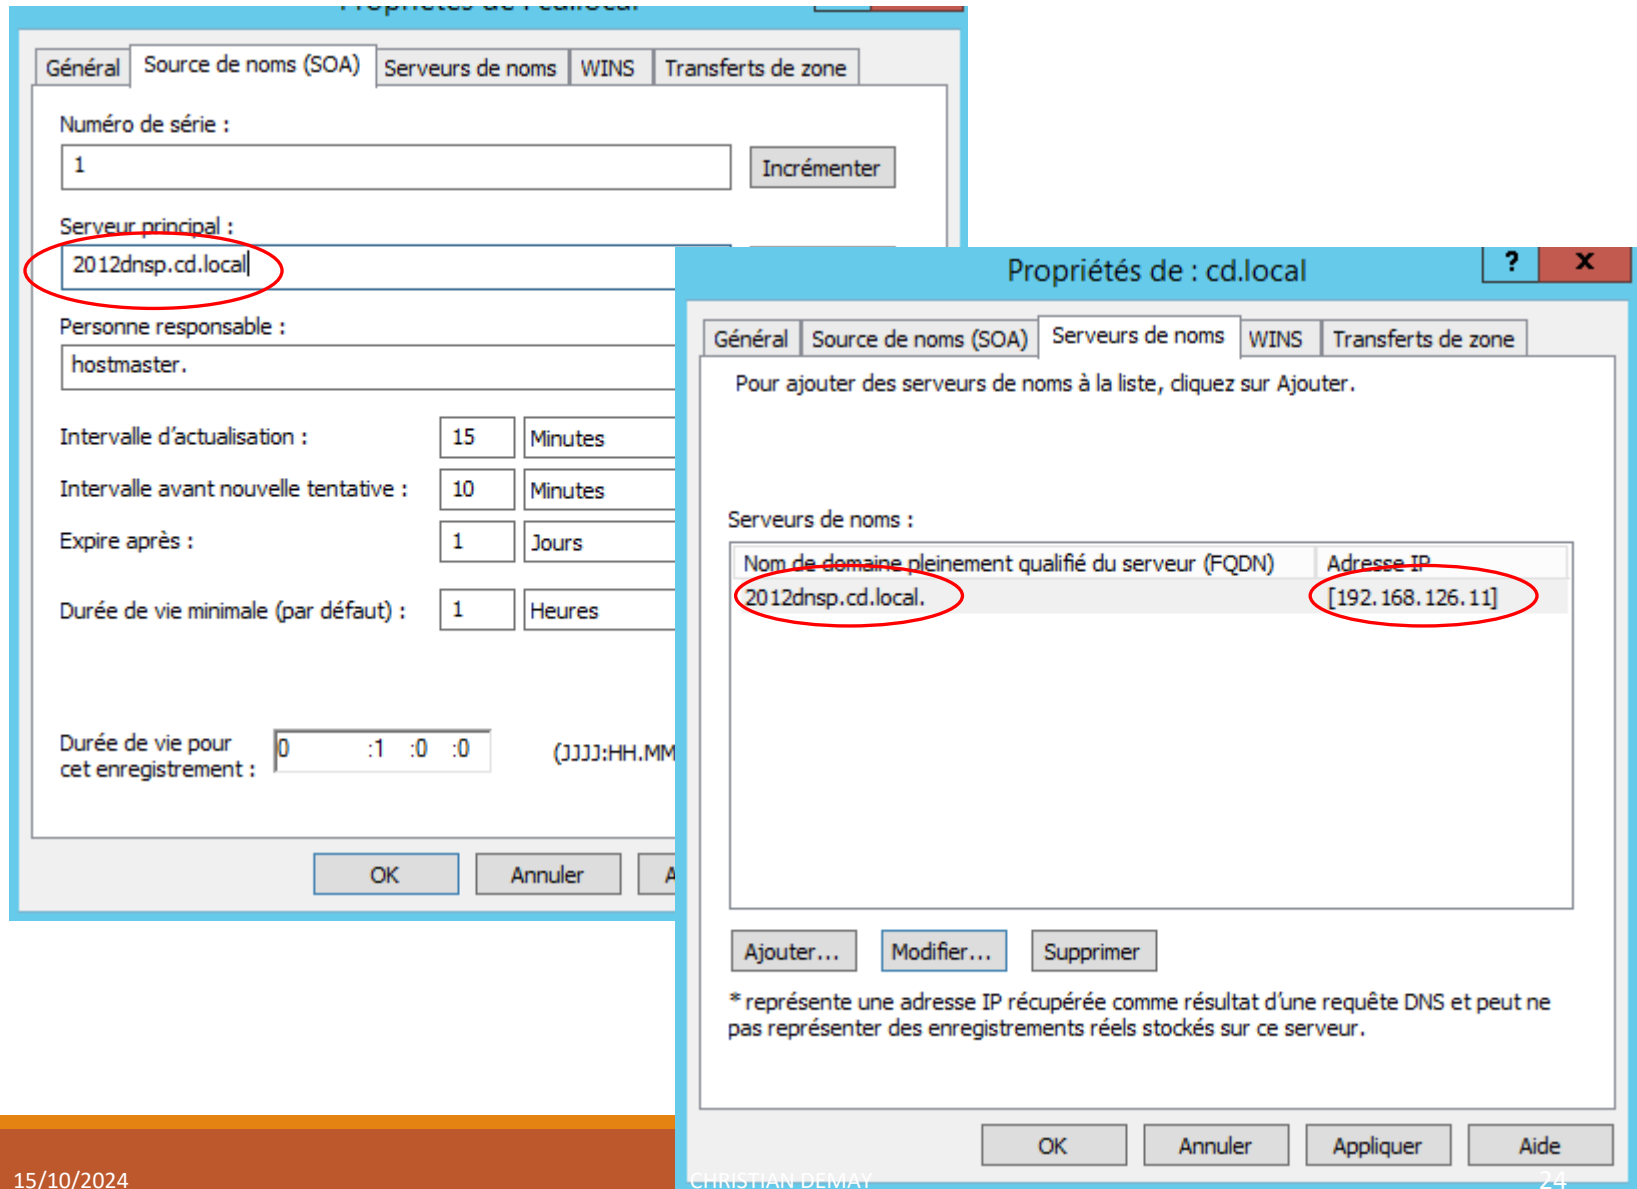 Propriétés de : cd.local
Général
Source de noms (SOA)
Serveurs de noms
WINS
Transferts de zone
Numéro de série :
1
Incrémenter
Serveur principal :
2012dnsp.cd.local
Personne responsable :
hostmaster.
Intervalle d'actualisation :
15
Minutes
Intervalle avant nouvelle tentative :
10
Minutes
Expire après :
1
Jours
Durée de vie minimale (par défaut) :
1
Heures
Durée de vie pour
cet enregistrement :
0 :1 :0 :0
(JJJJ:HH.MM
OK
Annuler
A
Propriétés de : cd.local
?
x
Général
Source de noms (SOA)
Serveurs de noms
WINS
Transferts de zone
Pour ajouter des serveurs de noms à la liste, cliquez sur Ajouter.
Serveurs de noms :
Nom de domaine pleinement qualifié du serveur (FQDN)
Adresse IP
2012dnsp.cd.local.
[192.168.126.11]
Ajouter...
Modifier...
Supprimer
* représente une adresse IP récupérée comme résultat d'une requête DNS et peut ne
pas représenter des enregistrements réels stockés sur ce serveur.
OK
Annuler
Appliquer
Aide
15/10/2024
CHRISTIAN DEMAY
24